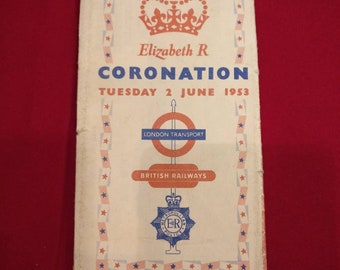 Elizabeth R
CORONATION
TUESDAY 2 JUNE 1953
LONDON TRANSPORT
BRITISH RAILWAYS
E R